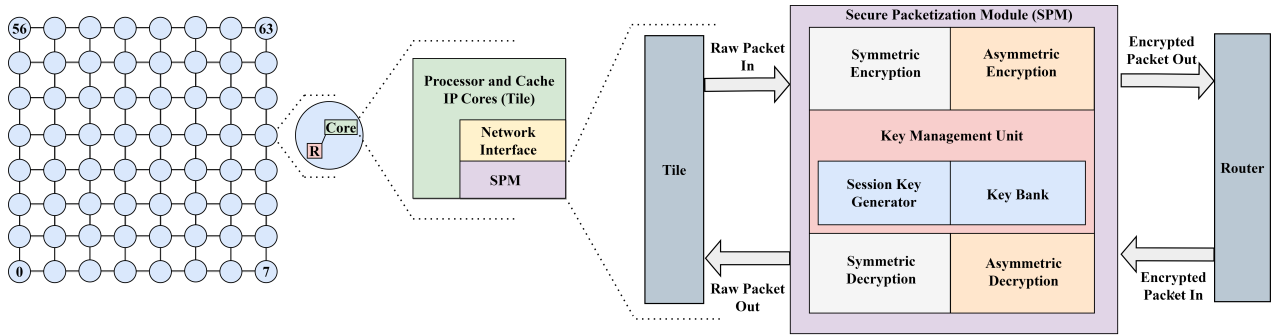 56
63
0
7
Core
R
Processor and Cache
IP Cores (Tile)
Network
Interface
SPM
Tile
Raw Packet
In
Raw Packet
Out
Secure Packetization Module (SPM)
Symmetric
Encryption
Asymmetric
Encryption
Key Management Unit
Session Key
Generator
Key Bank
Symmetric
Decryption
Asymmetric
Decryption
Encrypted
Packet Out
Encrypted
Packet In
Router